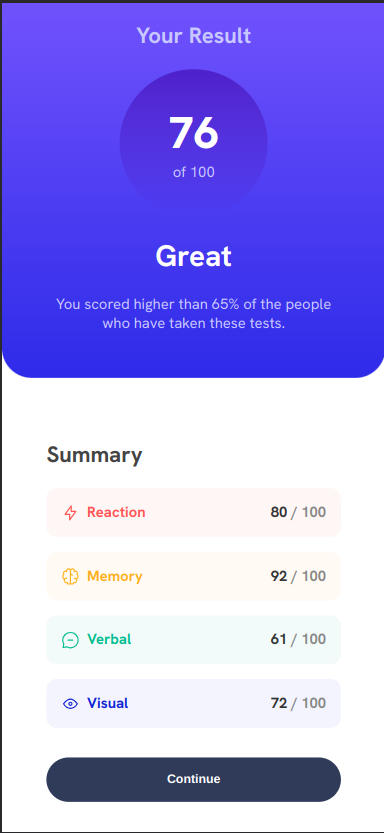 Your Result
76
of 100
Great
You scored higher than 65% of the people
who have taken these tests.
Summary
Reaction 80 / 100
Memory 92 / 100
Verbal 61 / 100
Visual 72 / 100
Continue